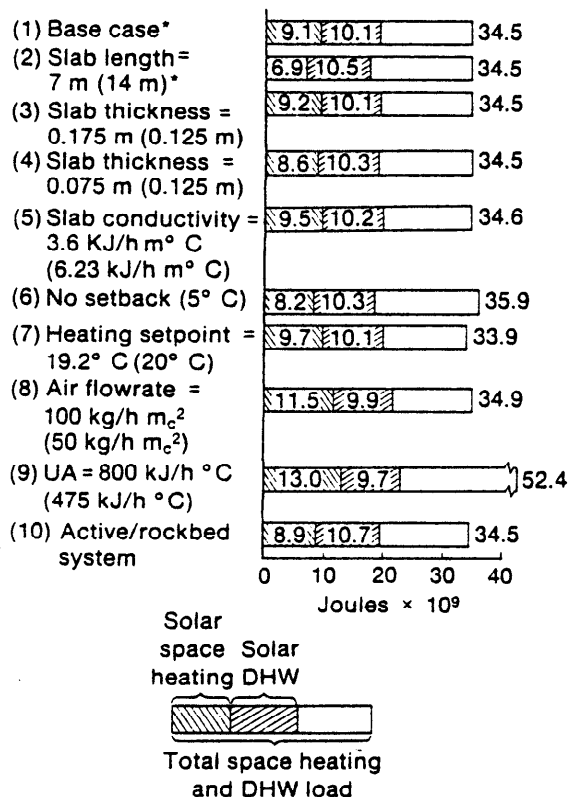 (1) Base case* 9.1 10.1 34.5
(2) Slab length= 6.9 10.5 34.5
7 m (14 m)*
(3) Slab thickness = 9.2 10.1 34.5
0.175 m (0.125 m)
(4) Slab thickness = 8.6 10.3 34.5
0.075 m (0.125 m)
(5) Slab conductivity = 9.5 10.2 34.6
3.6 KJ/h m° C
(6.23 kJ/h m° C)
(6) No setback (5° C) 8.2 10.3 35.9
(7) Heating setpoint = 9.7 10.1 33.9
19.2° C (20° C)
(8) Air flowrate = 11.5 9.9 34.9
100 kg/h mc²
(50 kg/h mc²)
(9) UA = 800 kJ/h °C 13.0 9.7 52.4
(475 kJ/h °C)
(10) Active/rockbed 8.9 10.7 34.5
system
0 10 20 30 40
Joules × 10⁹
Solar
space Solar
heating DHW
Total space heating
and DHW load